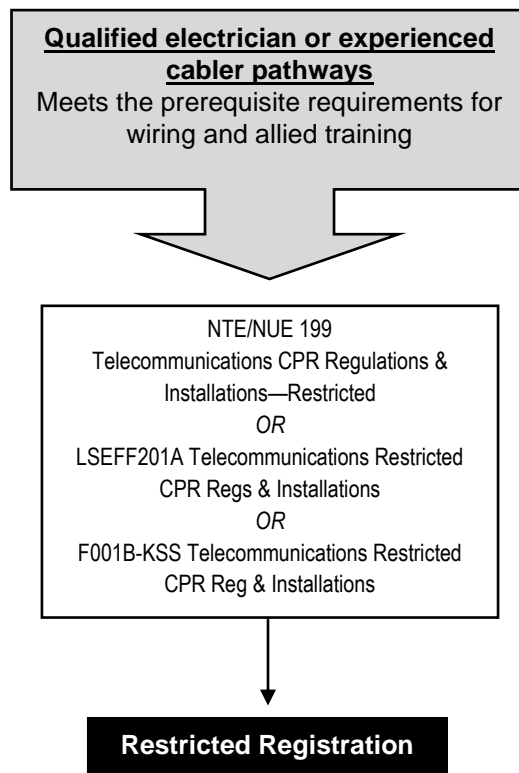 Qualified electrician or experienced
cabler pathways
Meets the prerequisite requirements for
wiring and allied training
NTE/NUE 199
Telecommunications CPR Regulations &
Installations—Restricted
OR
LSEFF201A Telecommunications Restricted
CPR Regs & Installations
OR
F001B-KSS Telecommunications Restricted
CPR Reg & Installations
Restricted Registration